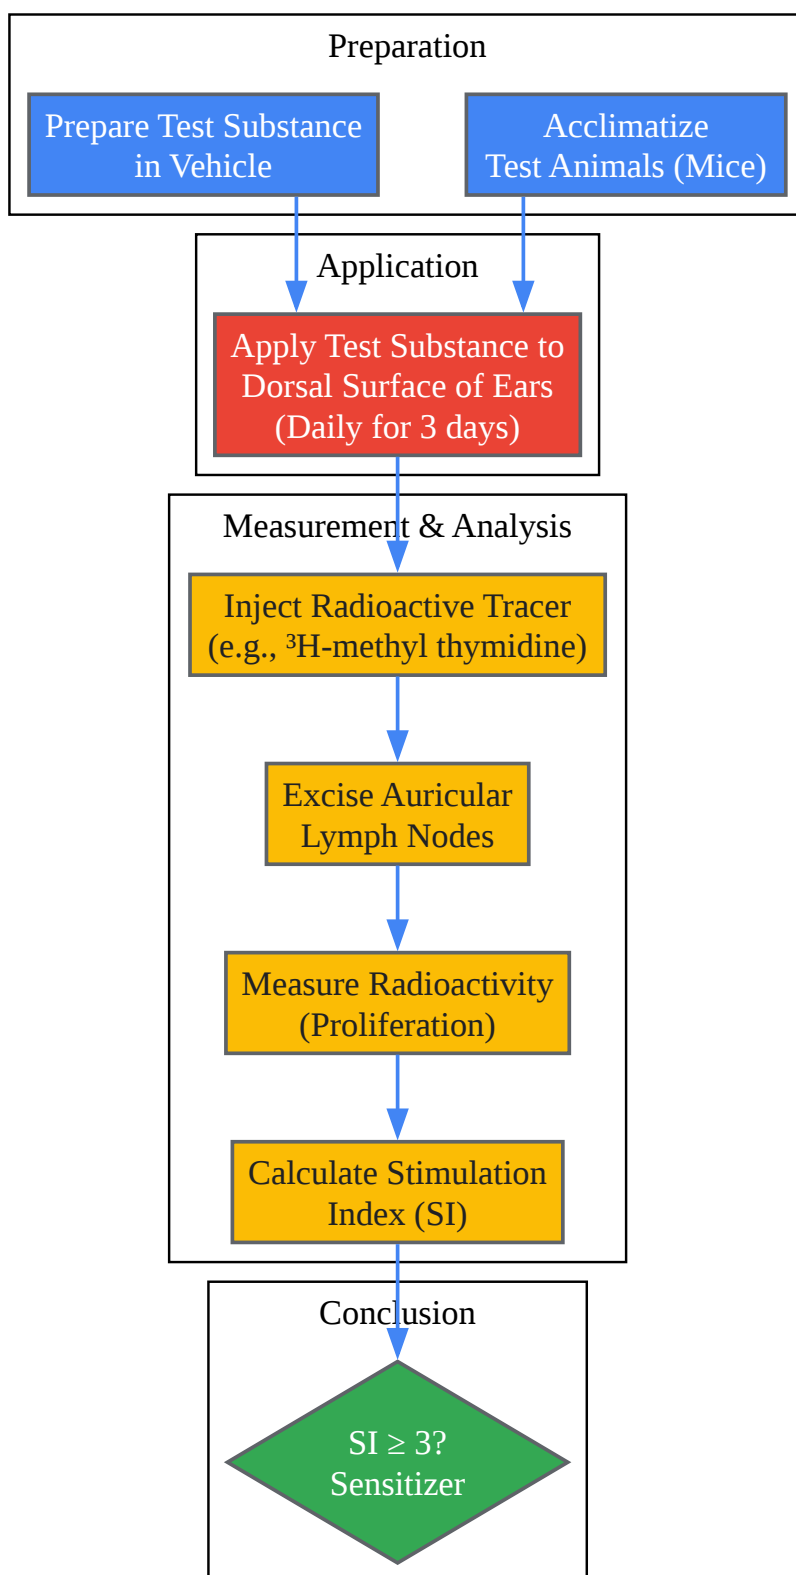 Preparation
Prepare Test Substance
in Vehicle
Acclimatize
Test Animals (Mice)
Application
Apply Test Substance to
Dorsal Surface of Ears
(Daily for 3 days)
Measurement & Analysis
Inject Radioactive Tracer
(e.g., ³H-methyl thymidine)
Excise Auricular
Lymph Nodes
Measure Radioactivity
(Proliferation)
Calculate Stimulation
Index (SI)
Conclusion
SI ≥ 3?
Sensitizer